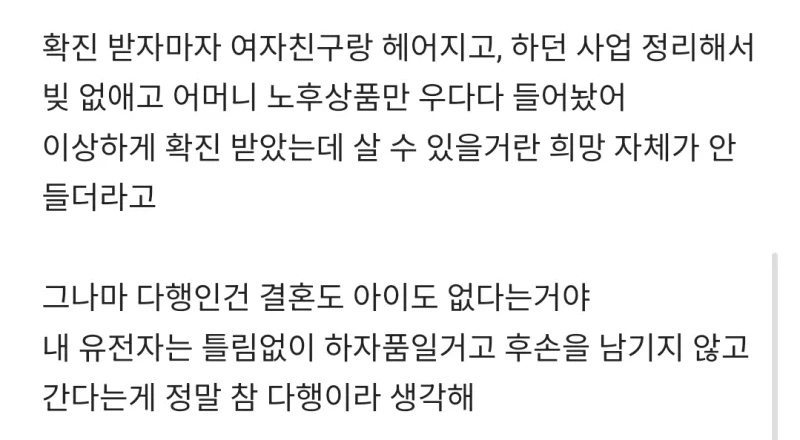 확진 받자마자 여자친구랑 헤어지고, 하던 사업 정리해서
빚 없애고 어머니 노후상품만 우다다 들어놨어
이상하게 확진 받았는데 살 수 있을거란 희망 자체가 안
들더라고
그나마 다행인건 결혼도 아이도 없다는거야
내 유전자는 틀림없이 하자품일거고 후손을 남기지 않고
간다는게 정말 참 다행이라 생각해